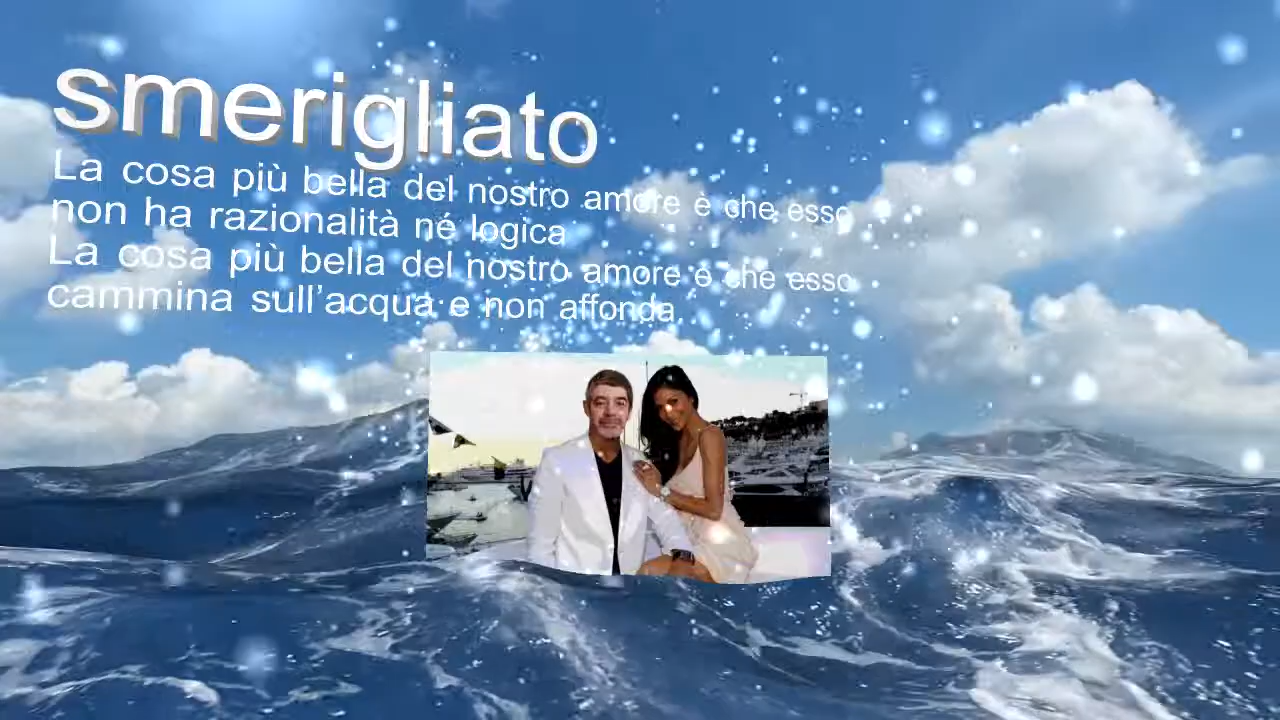 smerigliato
La cosa più bella del nostro amore è che esso
non ha razionalità né logica
La cosa più bella del nostro amore è che esso
cammina sull'acqua e non affonda